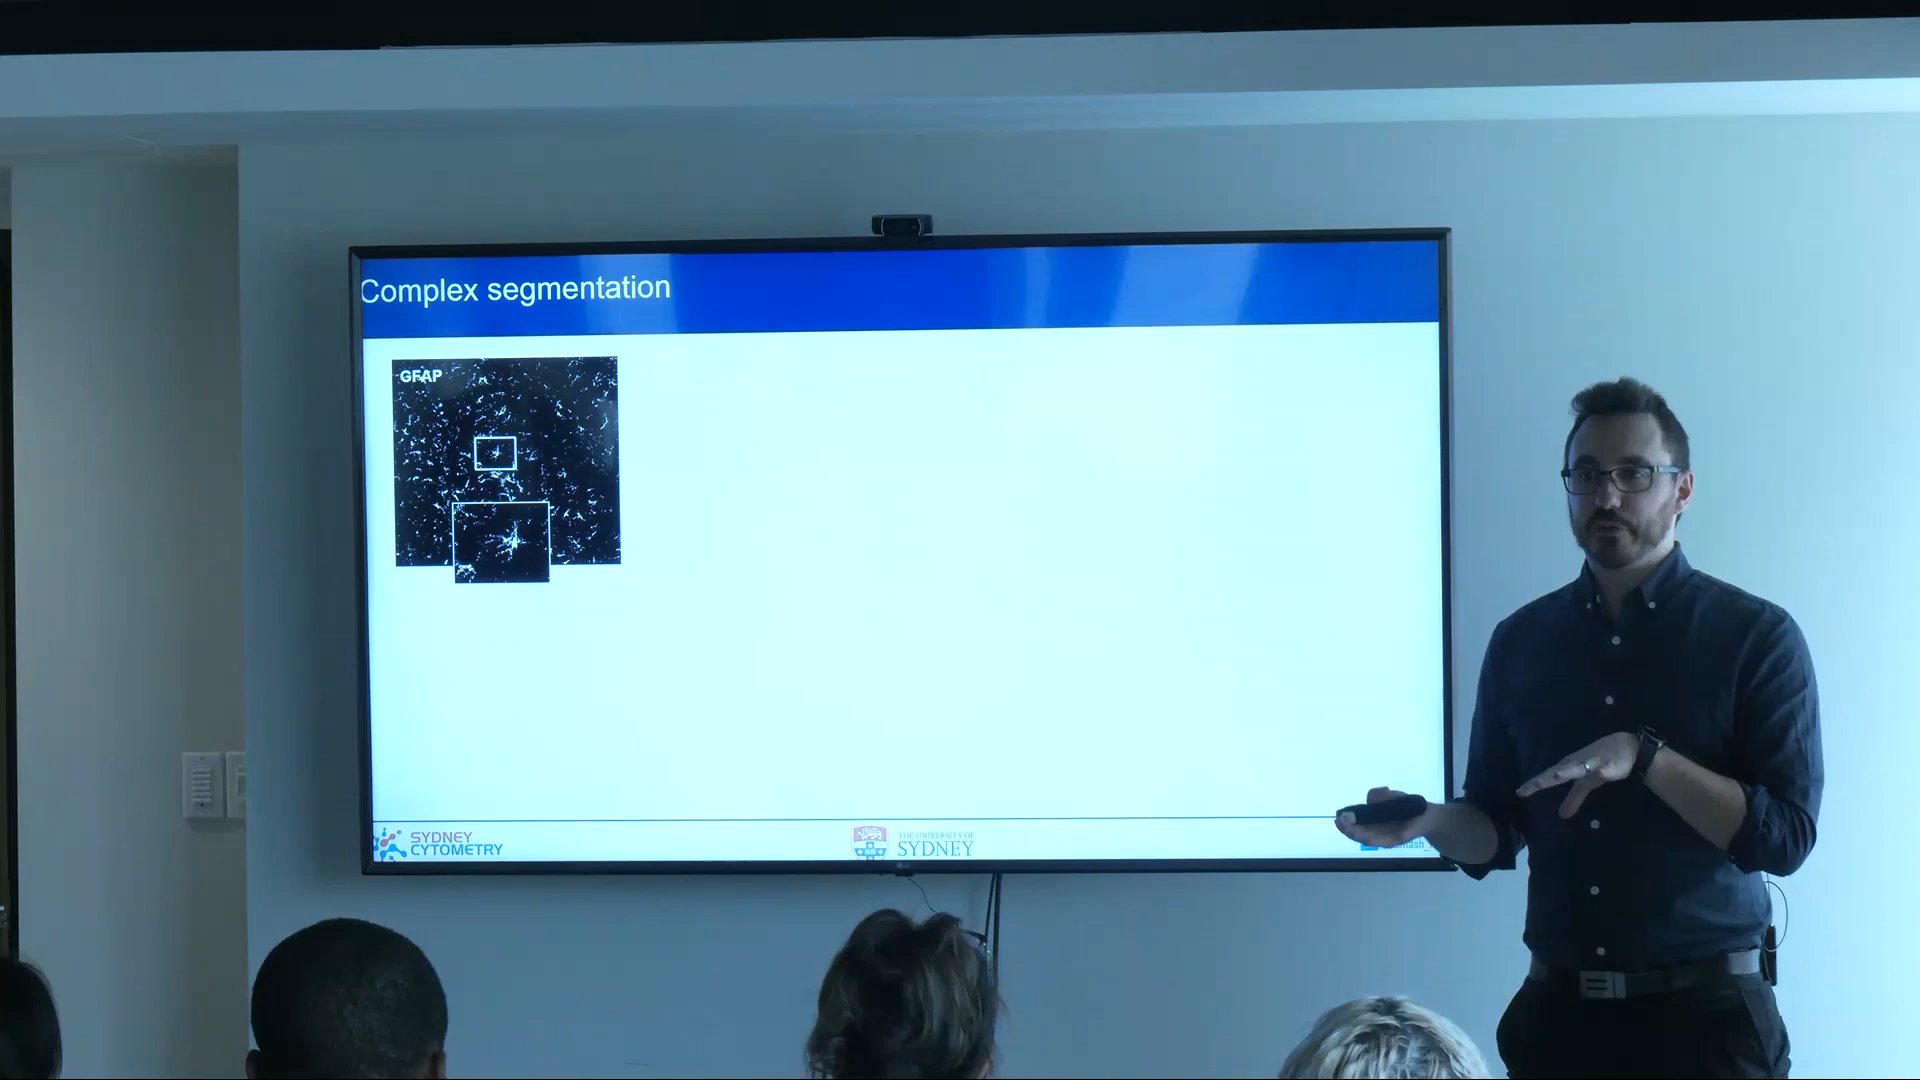 Complex segmentation
GFAP
SYDNEY
CYTOMETRY
THE UNIVERSITY OF
SYDNEY